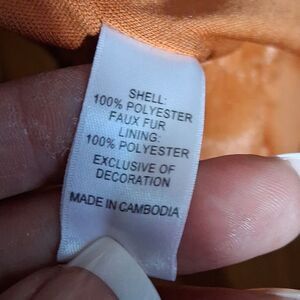 SHELL:
100% POLYESTER
FAUX FUR
LINING:
100% POLYESTER
EXCLUSIVE OF
DECORATION
MADE IN CAMBODIA